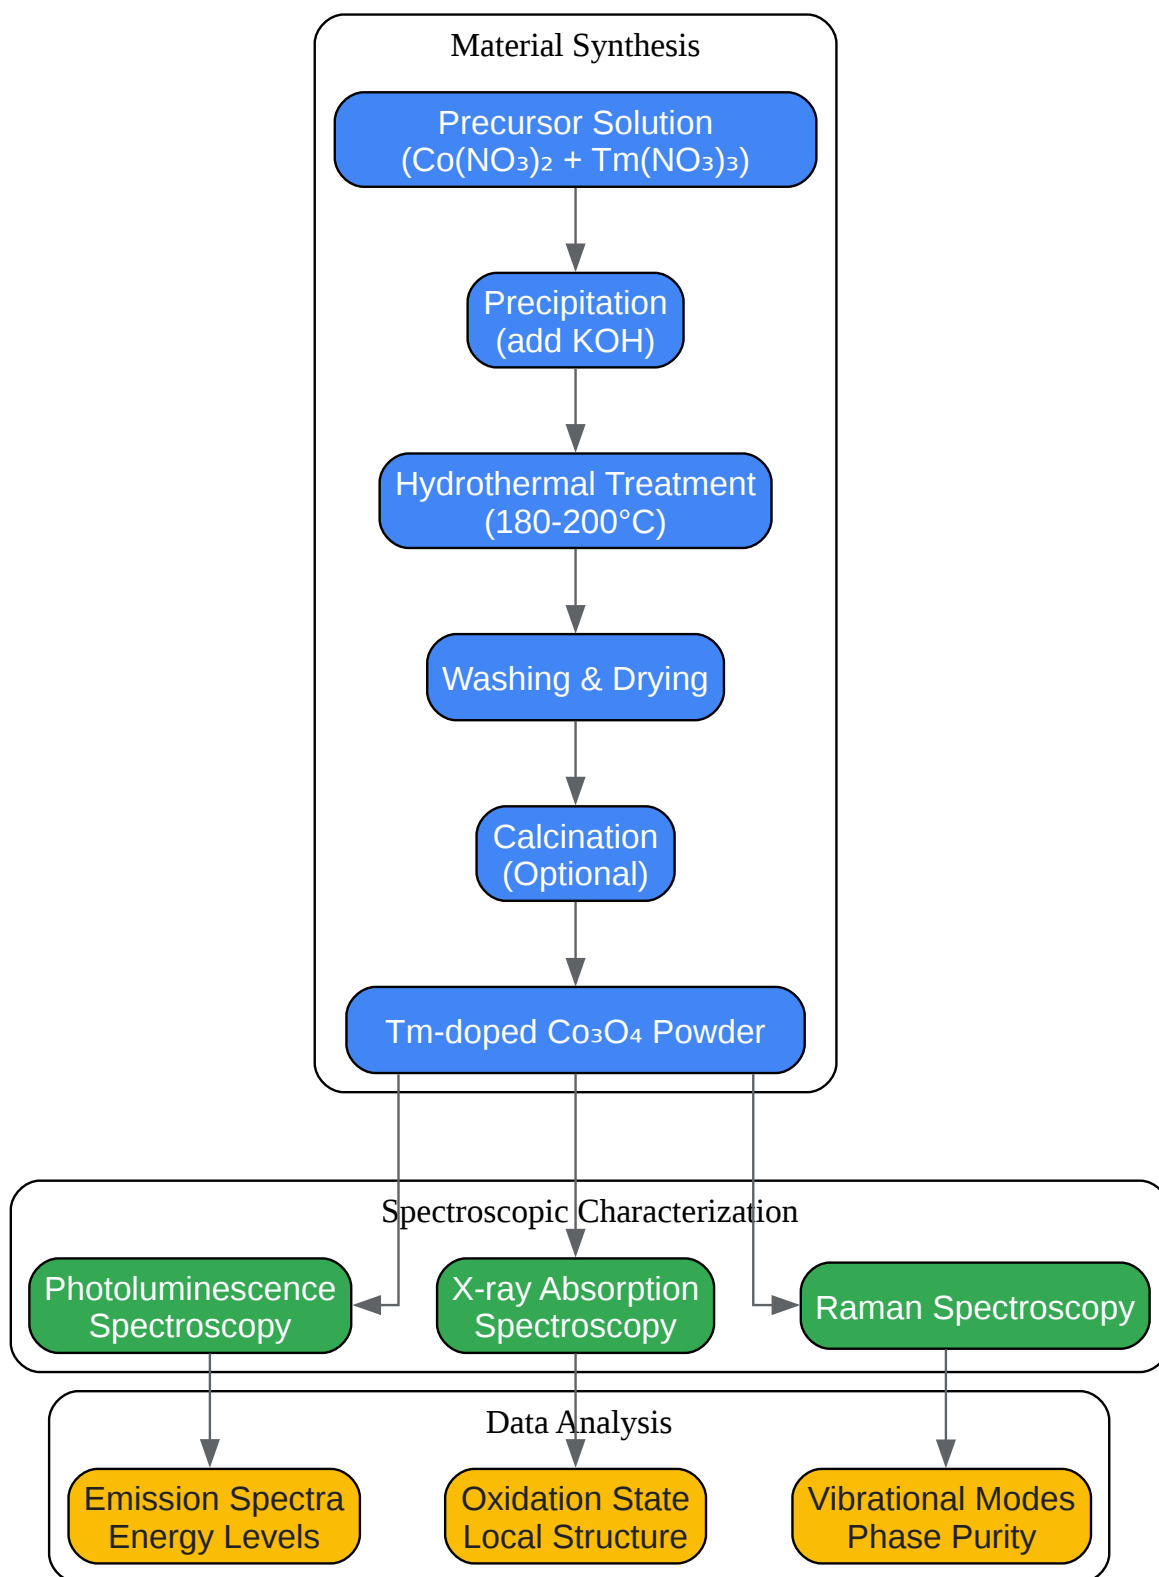 Material Synthesis
Precursor Solution
(Co(NO₃)₂ + Tm(NO₃)₃)
Precipitation
(add KOH)
Hydrothermal Treatment
(180-200°C)
Washing & Drying
Calcination
(Optional)
Tm-doped Co₃O₄ Powder
Spectroscopic Characterization
Photoluminescence
Spectroscopy
X-ray Absorption
Spectroscopy
Raman Spectroscopy
Data Analysis
Emission Spectra
Energy Levels
Oxidation State
Local Structure
Vibrational Modes
Phase Purity